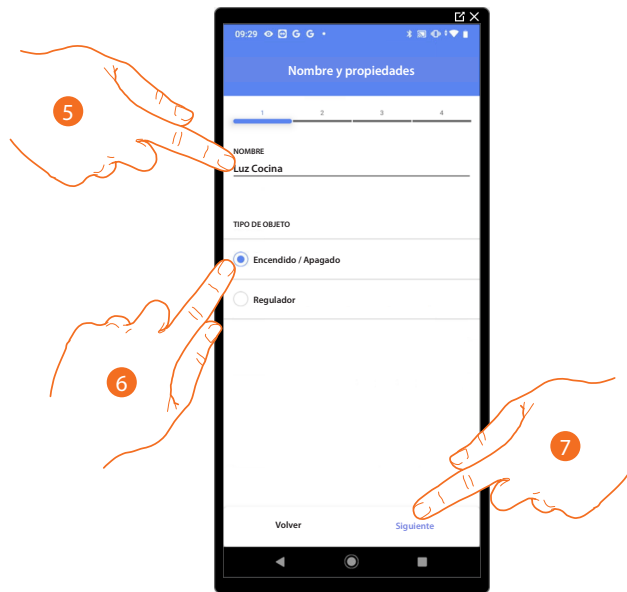 09:29 G G
Nombre y propiedades
1 2 3 4
NOMBRE
5
Luz Cocina
TIPO DE OBJETO
Encendido / Apagado
Regulador
6
7
Volver Siguiente